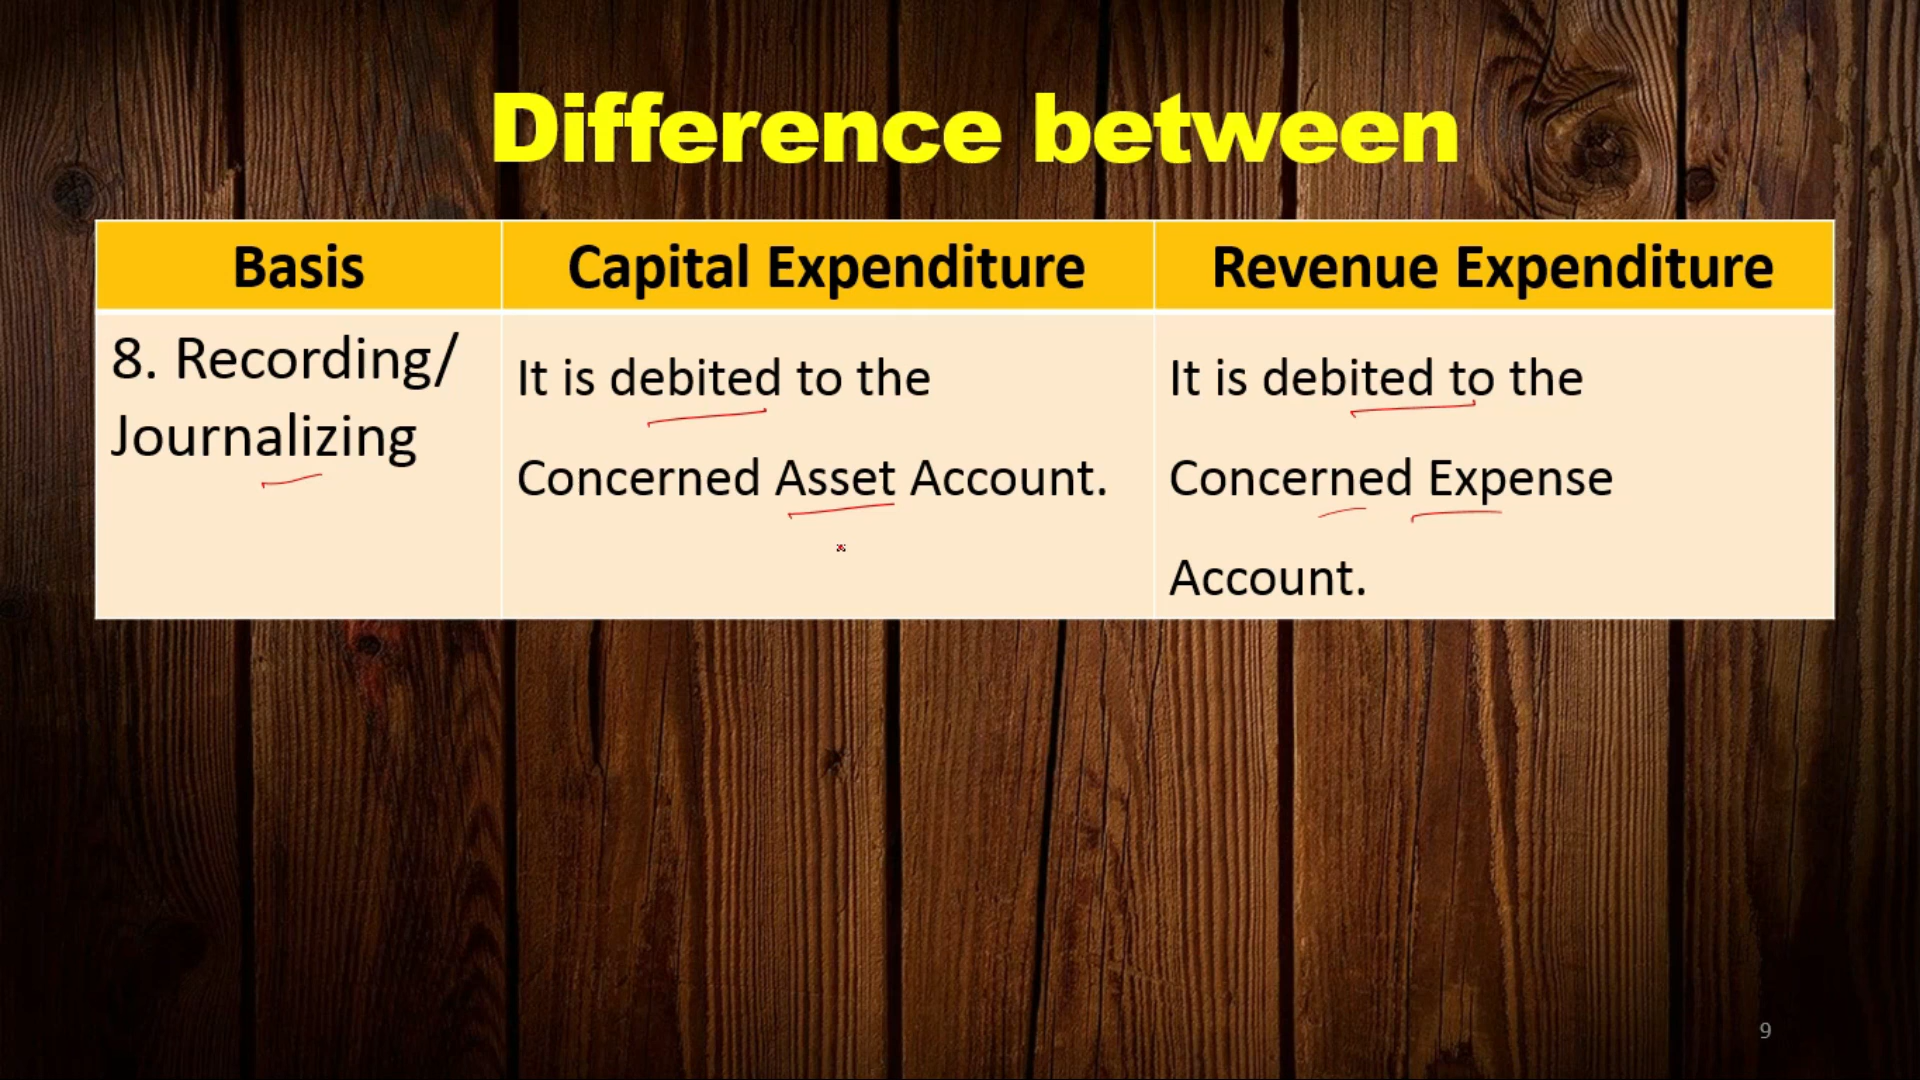 Difference between
Basis
Capital Expenditure
Revenue Expenditure
8. Recording/
Journalizing
It is debited to the
Concerned Asset Account.
It is debited to the
Concerned Expense
Account.
9